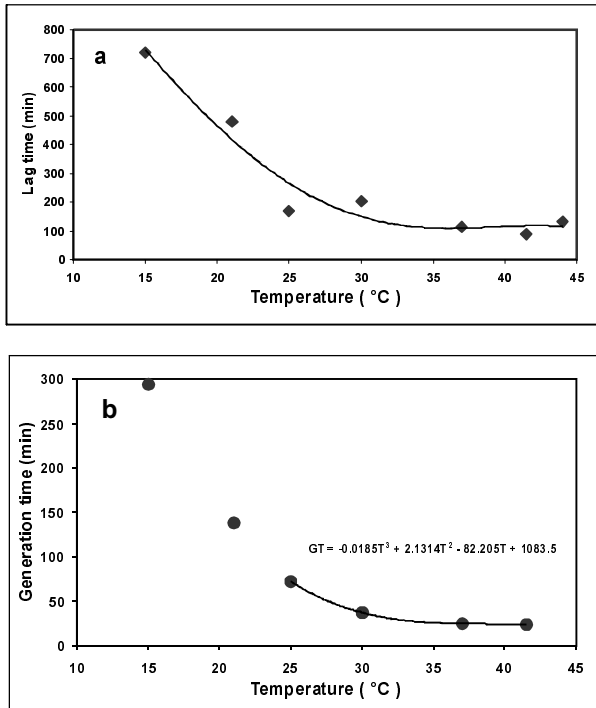 a
Lag time (min)
800
700
600
500
400
300
200
100
0
10 15 20 25 30 35 40 45
Temperature ( °C )
b
Generation time (min)
300
250
200
150
100
50
0
GT = -0.0185T³ + 2.1314T² - 82.205T + 1083.5
10 15 20 25 30 35 40 45
Temperature ( °C )